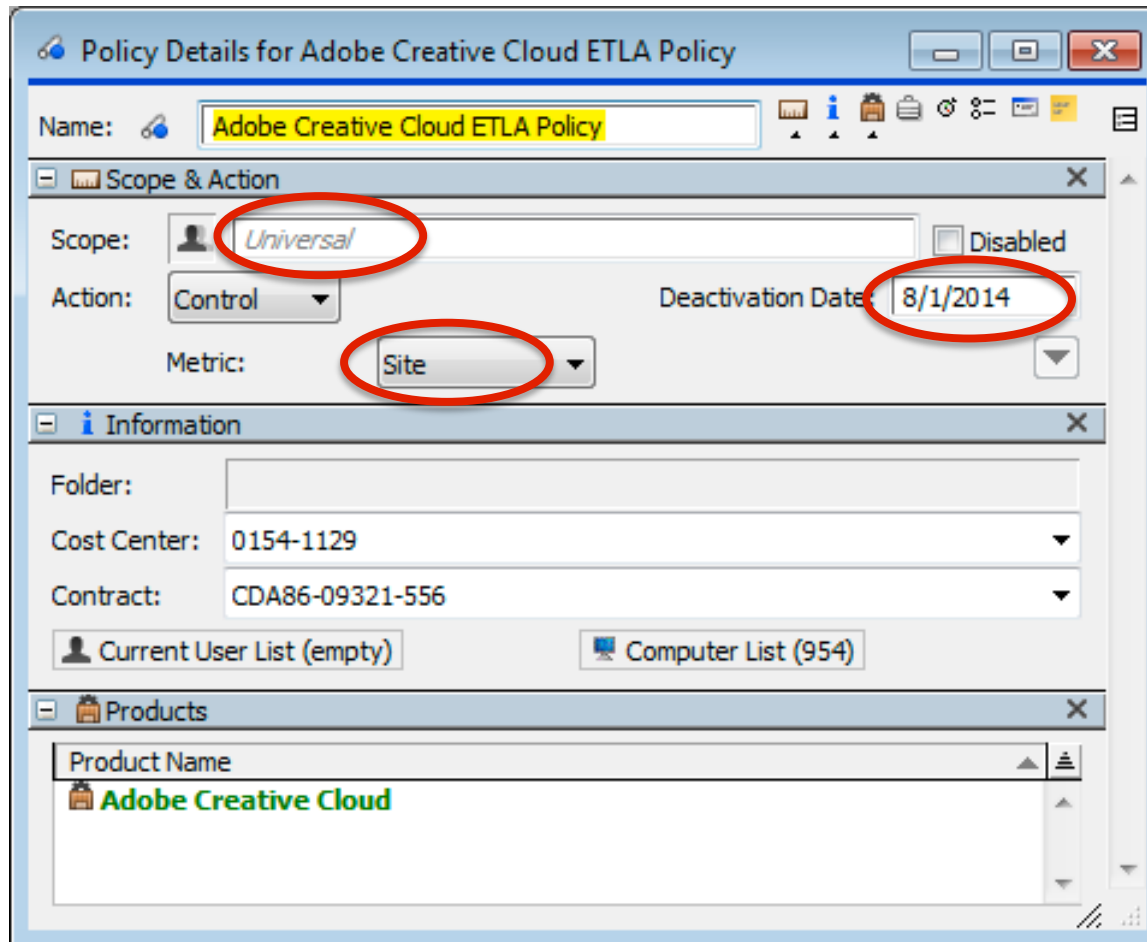 Policy Details for Adobe Creative Cloud ETLA Policy
Name: Adobe Creative Cloud ETLA Policy
Scope & Action
Scope: Universal Disabled
Action: Control Deactivation Date: 8/1/2014
Metric: Site
Information
Folder:
Cost Center: 0154-1129
Contract: CDA86-09321-556
Current User List (empty) Computer List (954)
Products
Product Name
Adobe Creative Cloud